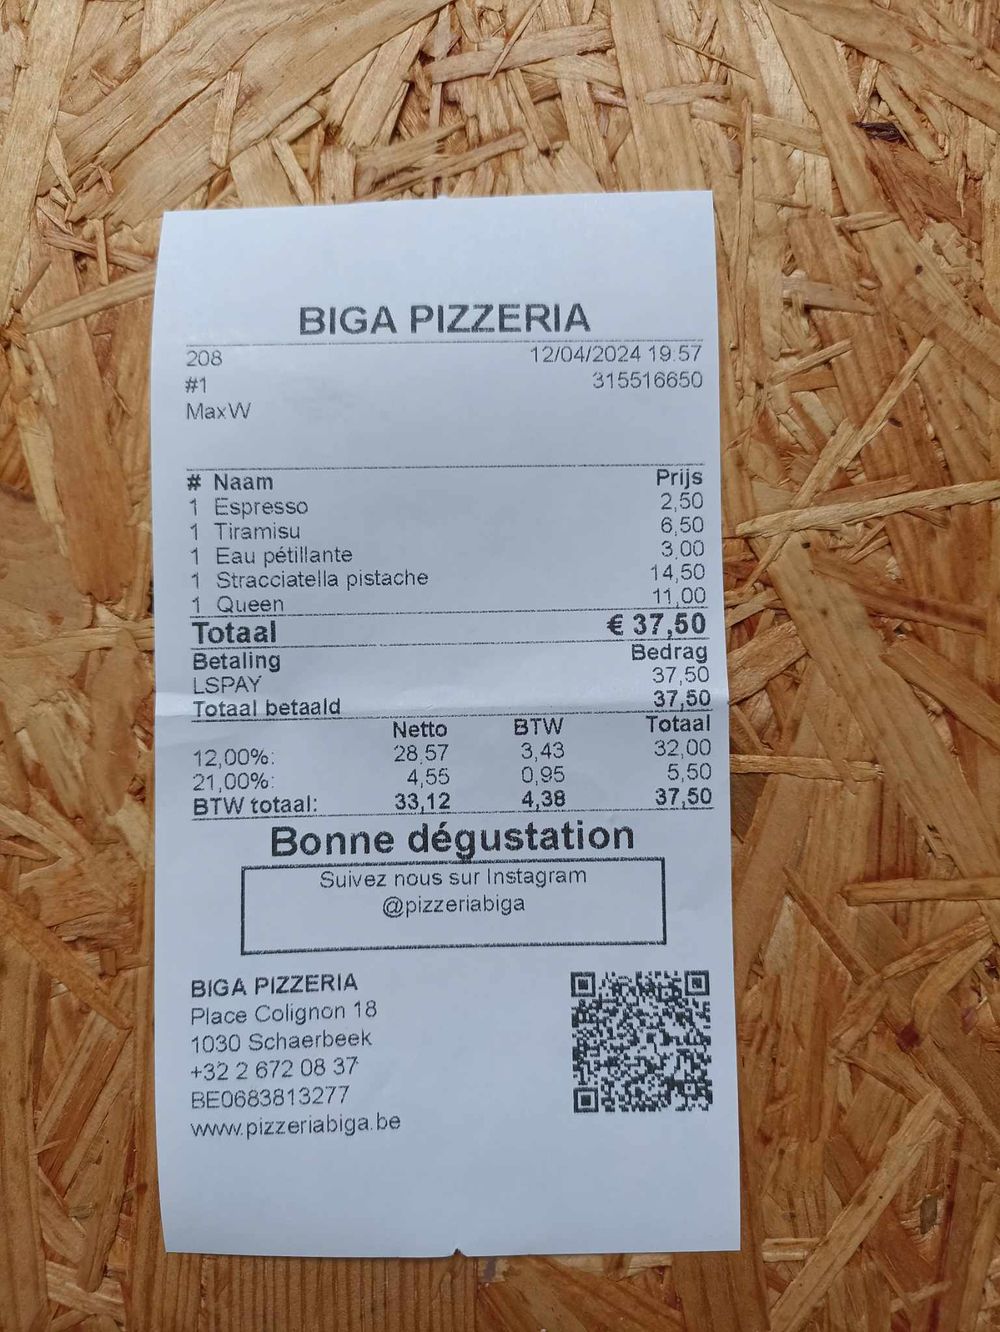 BIGA PIZZERIA
208 12/04/2024 19:57
#1 315516650
MaxW
# Naam Prijs
1 Espresso 2,50
1 Tiramisu 6,50
1 Eau pétillante 3,00
1 Stracciatella pistache 14,50
1 Queen 11,00
Totaal € 37,50
Betaling Bedrag
LSPAY 37,50
Totaal betaald 37,50
Netto BTW Totaal
12,00%: 28,57 3,43 32,00
21,00%: 4,55 0,95 5,50
BTW totaal: 33,12 4,38 37,50
Bonne dégustation
Suivez nous sur Instagram
@pizzeriabiga
BIGA PIZZERIA
Place Colignon 18
1030 Schaerbeek
+32 2 672 08 37
BE0683813277
www.pizzeriabiga.be